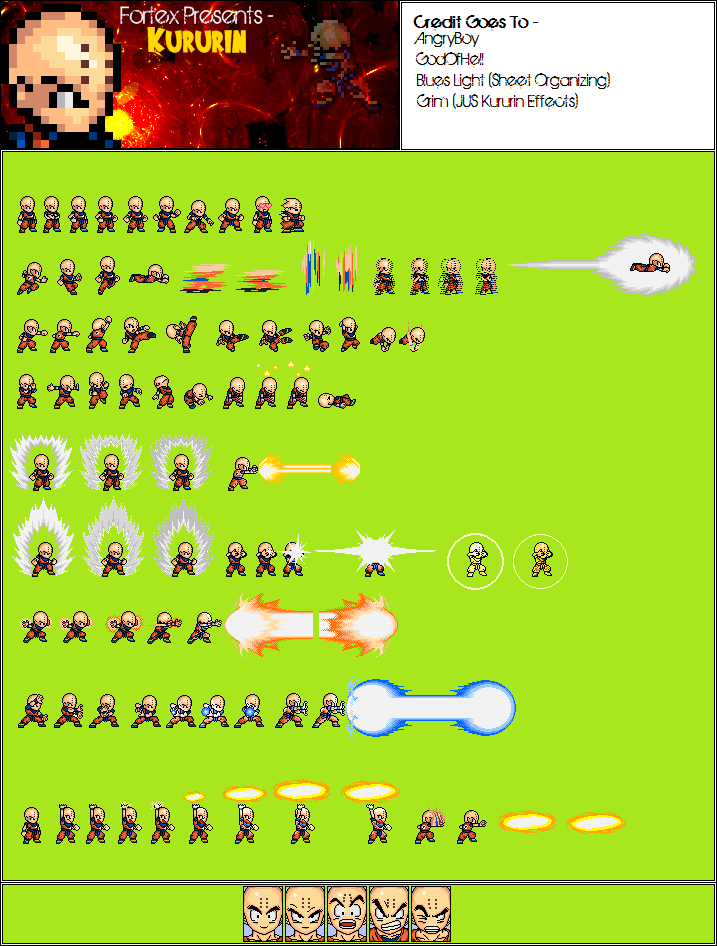 Fortex Presents -
KURURIN
Credit Goes To -
AngryBoy
GodOfHell
Blues Light (Sheet Organizing)
Grim (JUS Kururin Effects)